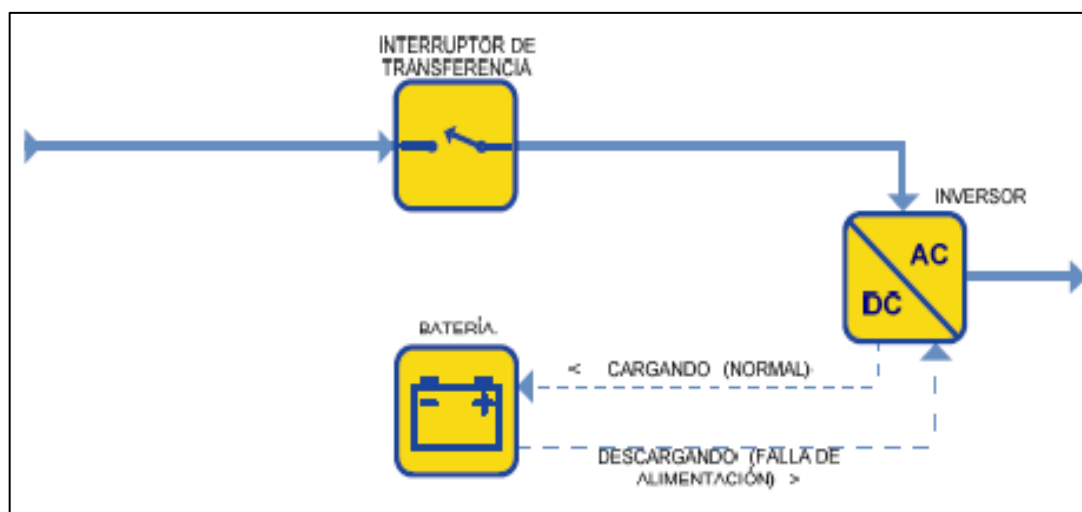 INTERRUPTOR DE
TRANSFERENCIA
INVERSOR
AC
DC
BATERÍA.
< CARGANDO (NORMAL)
DESCARGANDO (FALLA DE
ALIMENTACIÓN) >